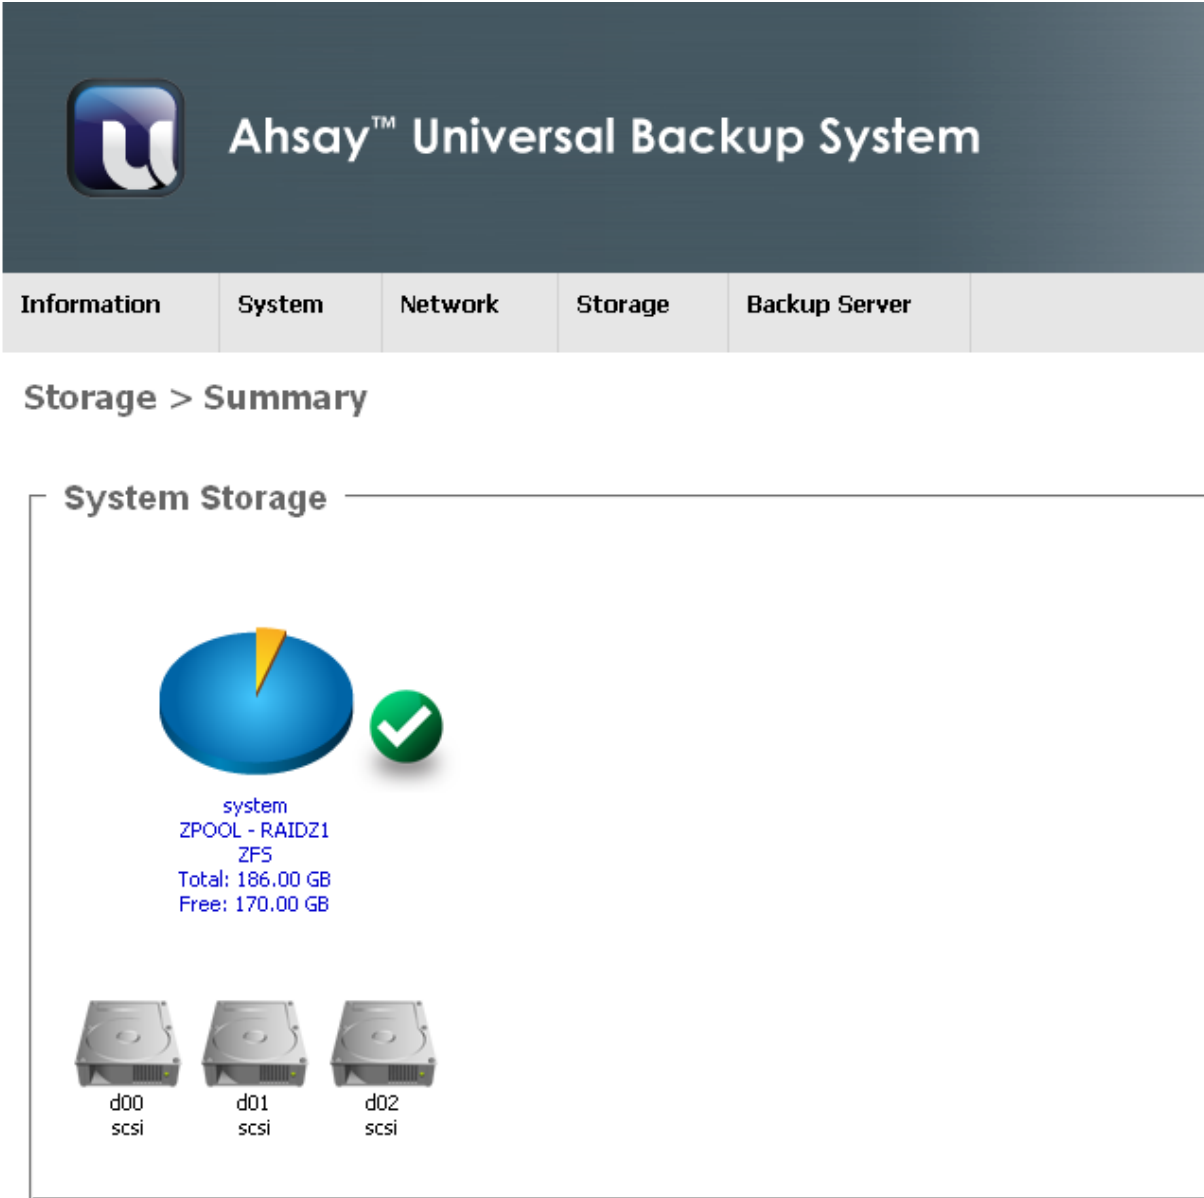 Ahsay™ Universal Backup System
Information System Network Storage Backup Server
Storage > Summary
System Storage
system
ZPOOL - RAIDZ1
ZFS
Total: 186.00 GB
Free: 170.00 GB
d00 d01 d02
scsi scsi scsi